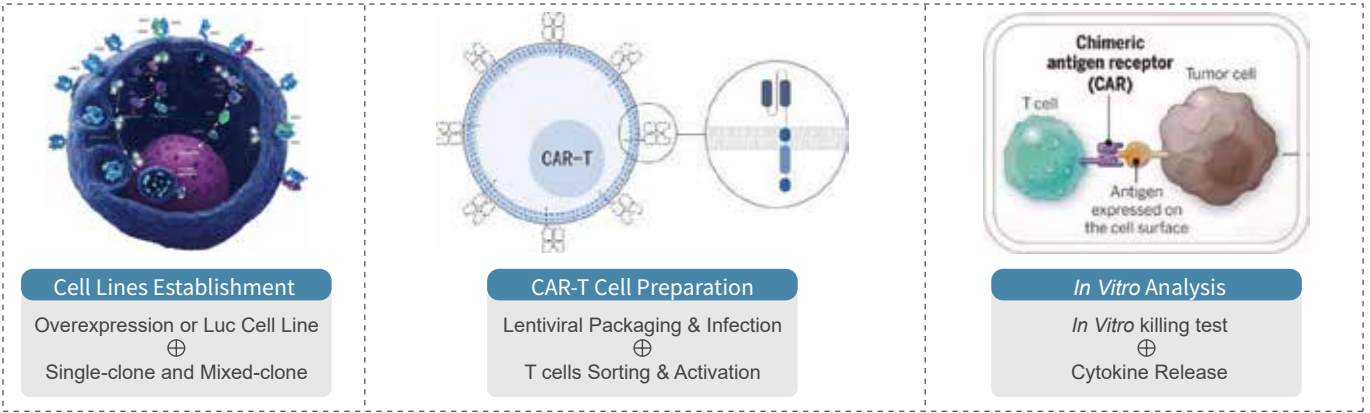 Cell Lines Establishment
Overexpression or Luc Cell Line
⊕
Single-clone and Mixed-clone
CAR-T
CAR-T Cell Preparation
Lentiviral Packaging & Infection
⊕
T cells Sorting & Activation
Chimeric
antigen receptor
(CAR)
Tumor cell
T cell
Antigen
expressed on
the cell surface
In Vitro Analysis
In Vitro killing test
⊕
Cytokine Release